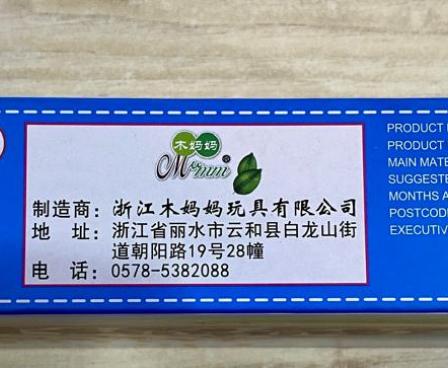 木妈妈
Mamumi®
制造商：浙江木妈妈玩具有限公司
地　址：浙江省丽水市云和县白龙山街
道朝阳路19号28幢
电　话：0578-5382088
PRODUCT
PRODUCT
MAIN MATE
SUGGESTE
MONTHS A
POSTCOD
EXECUTIV